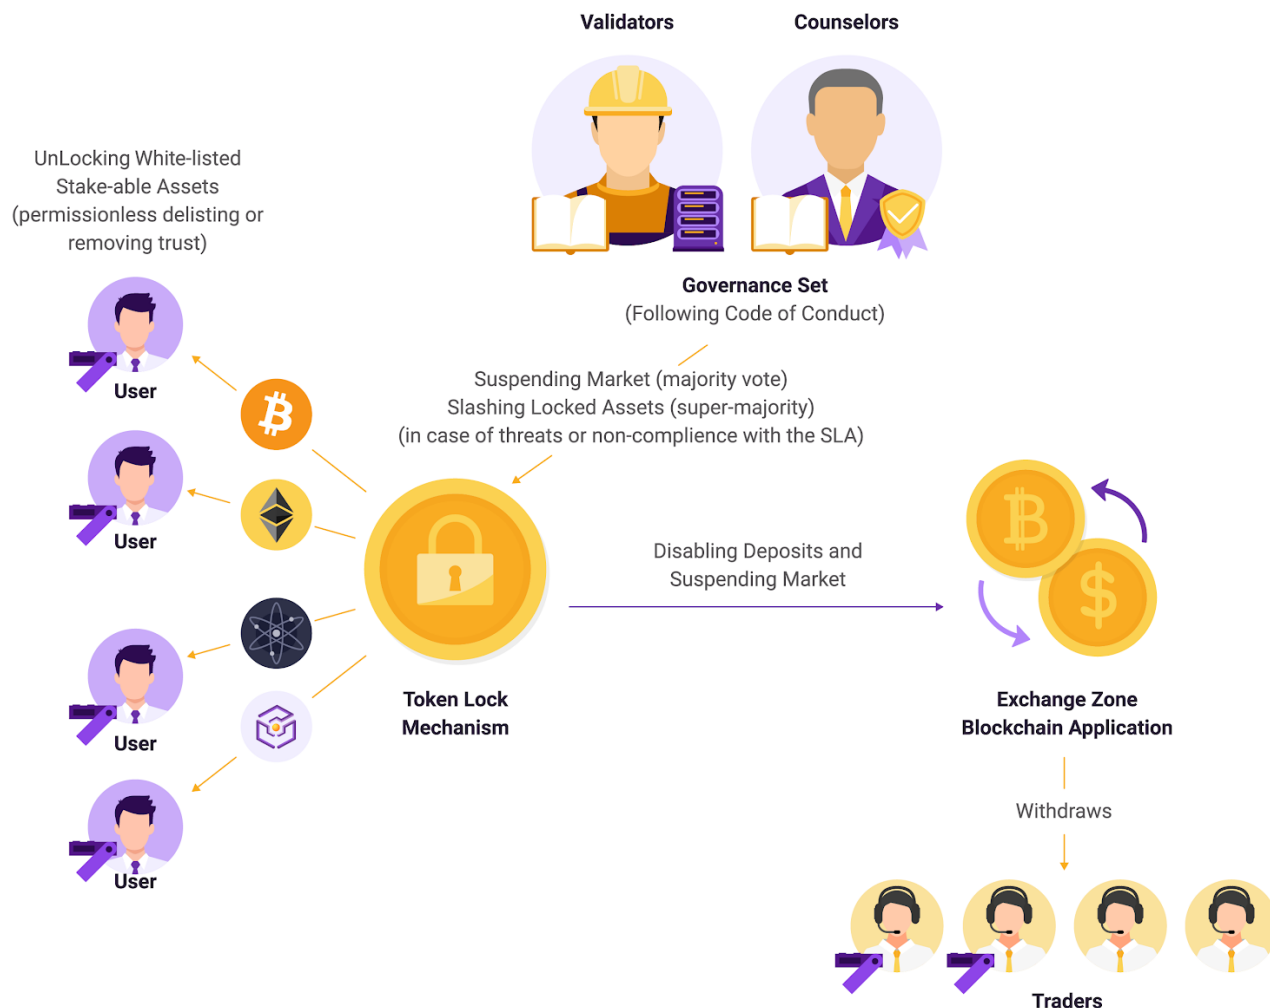 Validators
Counselors
UnLocking White-listed
Stake-able Assets
(permissionless delisting or
removing trust)
Governance Set
(Following Code of Conduct)
Suspending Market (majority vote)
Slashing Locked Assets (super-majority)
(in case of threats or non-complience with the SLA)
User
User
User
User
Token Lock
Mechanism
Disabling Deposits and
Suspending Market
Exchange Zone
Blockchain Application
Withdraws
Traders